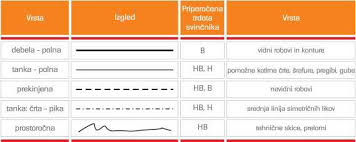 Vrsta
Izgled
Priporočena
trdota
svinčnika
Vrsta
debela - polna
B
vidni robovi in konture
tanka - polna
HB, H
pomožne kotirne črte, šrafure, pregibi, gube
prekinjena
HB, B
nevidni robovi
tanka: črta - pika
HB, H
srednja linija simetričnih likov
prostoročna
HB
tehnične skice, prelomi